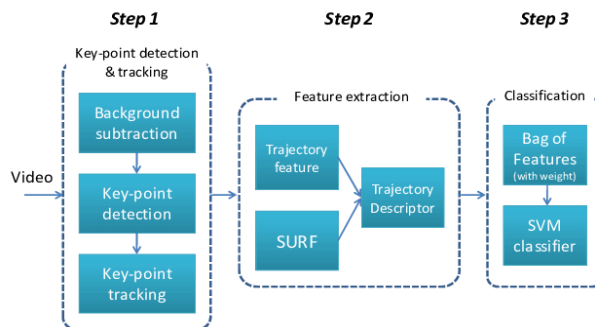 Step 1
Step 2
Step 3
Key-point detection
& tracking
Background
subtraction
Video
Key-point
detection
Key-point
tracking
Feature extraction
Trajectory
feature
SURF
Trajectory
Descriptor
Classification
Bag of
Features
(with weight)
SVM
classifier